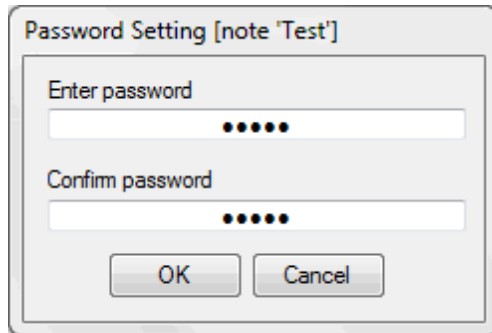 Password Setting [note 'Test']
Enter password
●●●●●
Confirm password
●●●●●
OK
Cancel